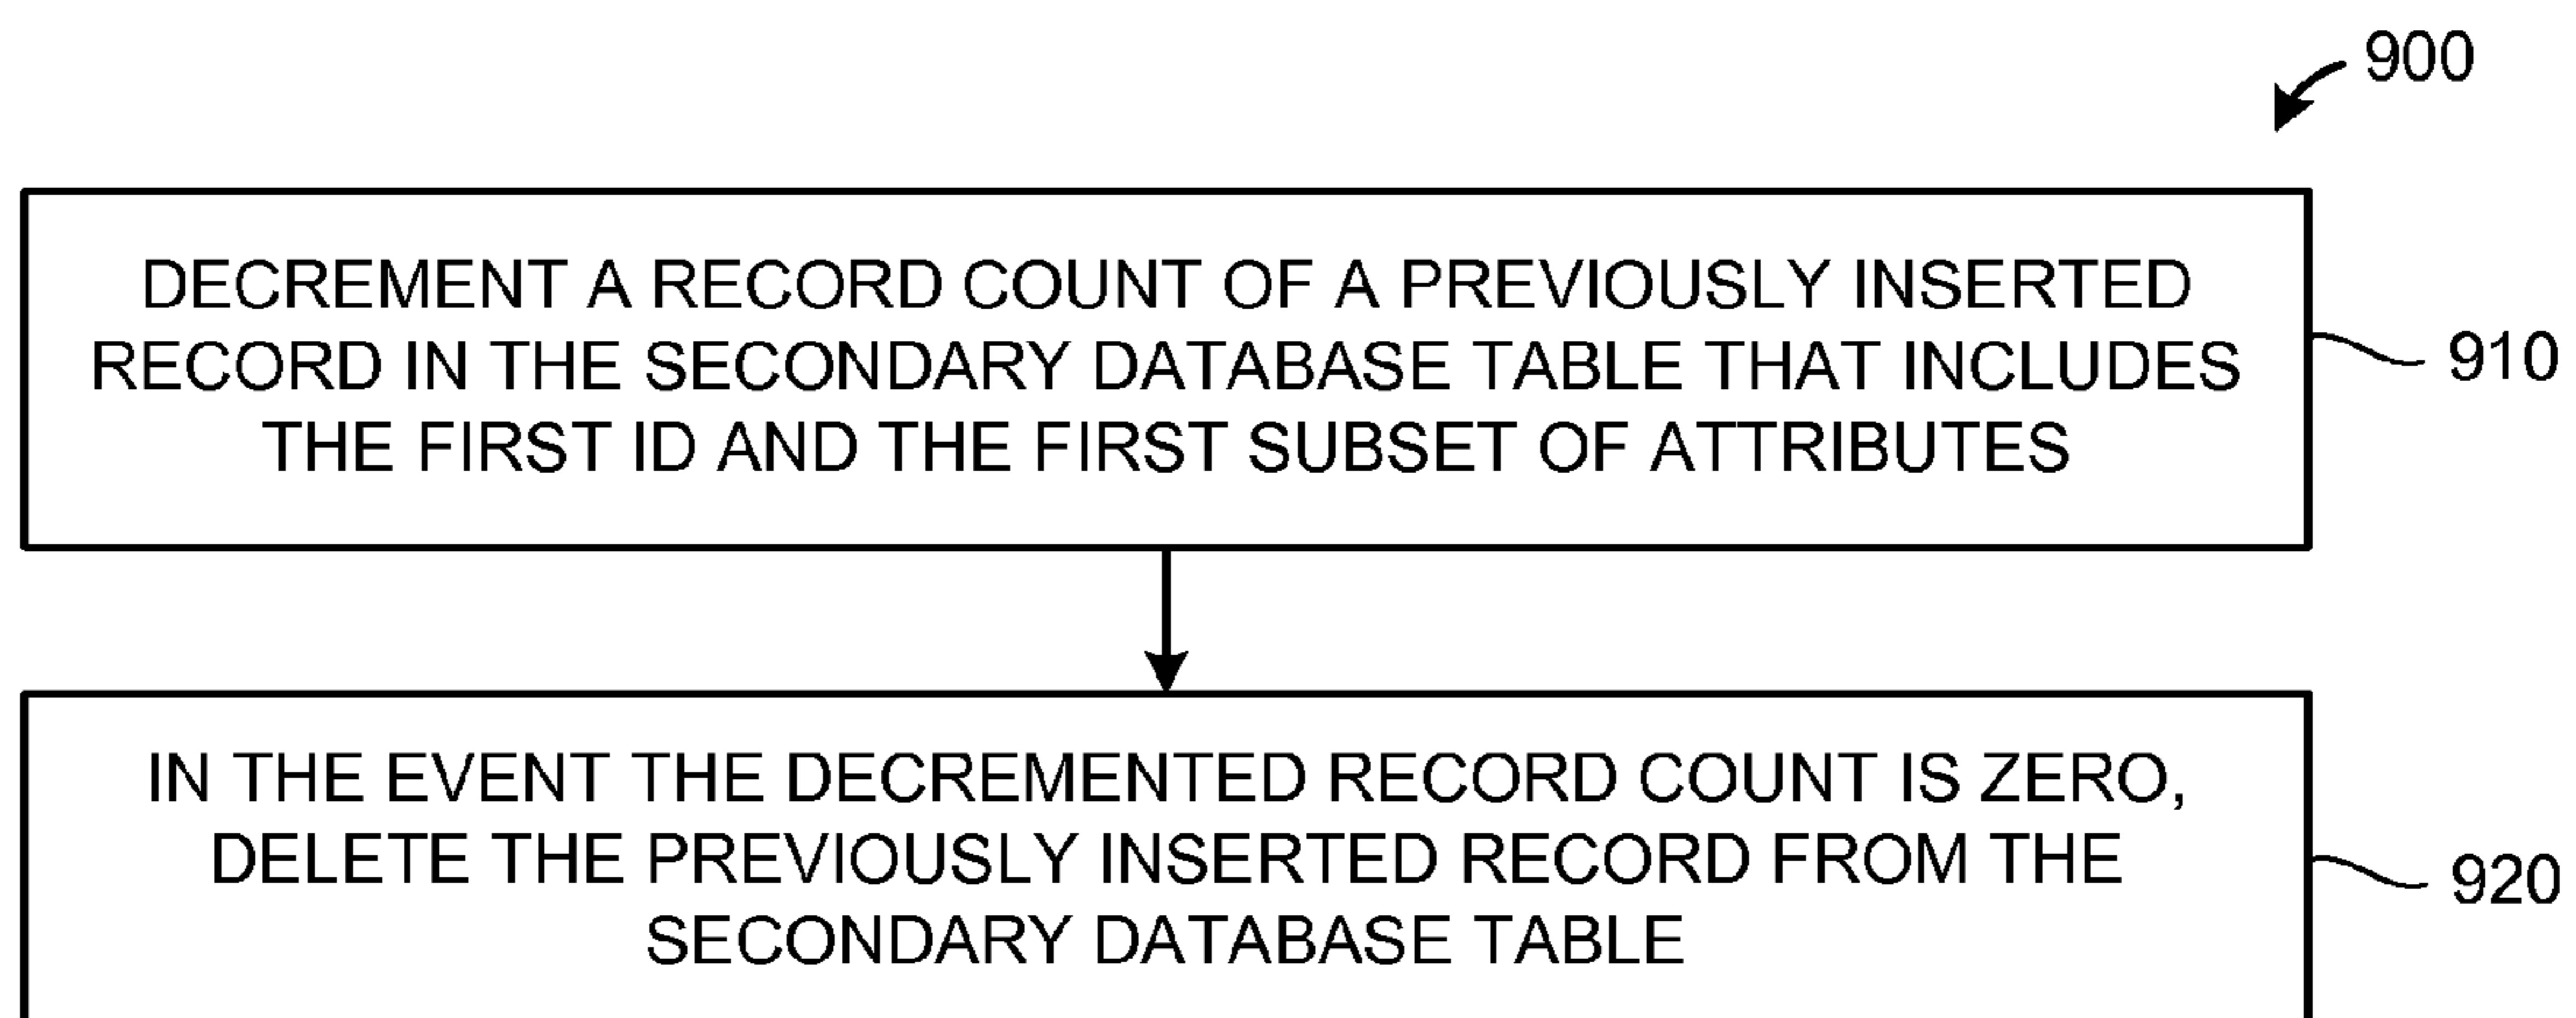 900
DECREMENT A RECORD COUNT OF A PREVIOUSLY INSERTED
RECORD IN THE SECONDARY DATABASE TABLE THAT INCLUDES
THE FIRST ID AND THE FIRST SUBSET OF ATTRIBUTES
910
IN THE EVENT THE DECREMENTED RECORD COUNT IS ZERO,
DELETE THE PREVIOUSLY INSERTED RECORD FROM THE
SECONDARY DATABASE TABLE
920